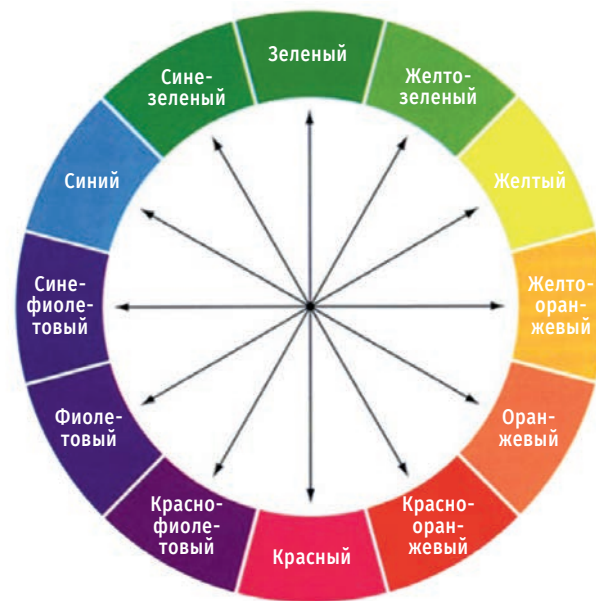 Зеленый
Желто-
зеленый
Желтый
Желто-
оран-
жевый
Оран-
жевый
Красно-
оран-
жевый
Красный
Красно-
фиоле-
товый
Фиоле-
товый
Сине-
фиоле-
товый
Синий
Сине-
зеленый